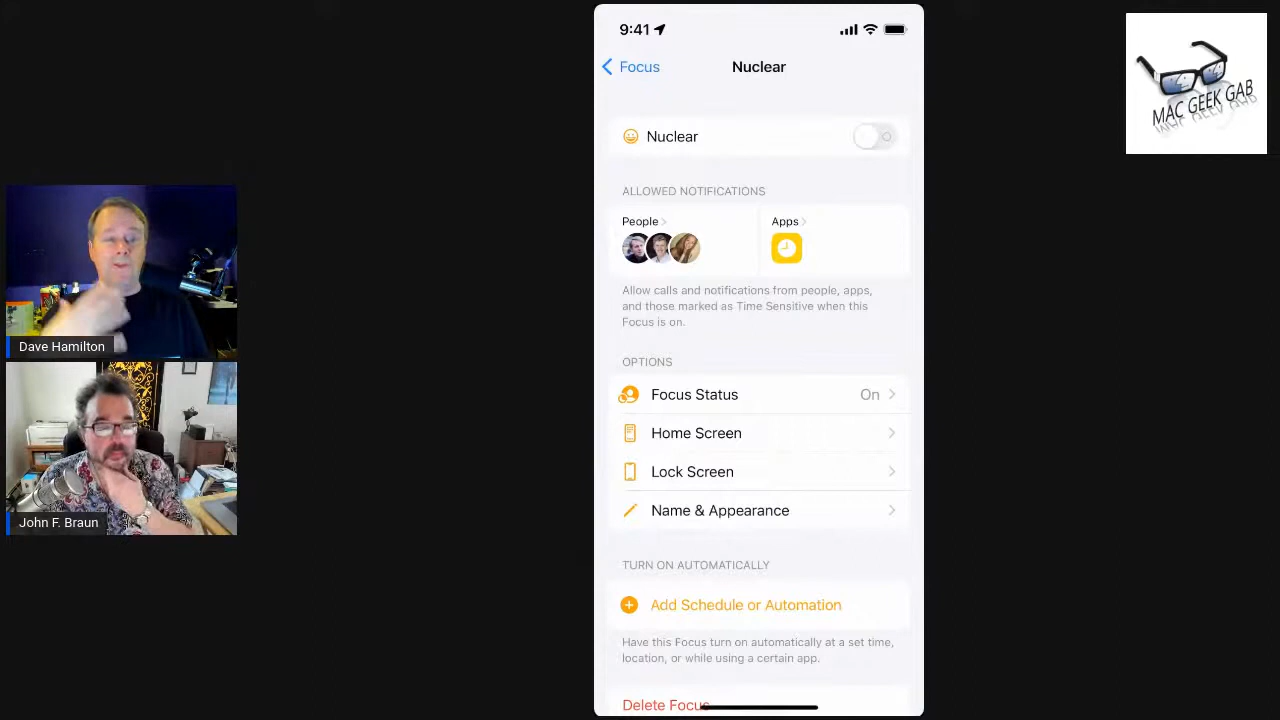 9:41
Focus
Nuclear
Nuclear
ALLOWED NOTIFICATIONS
People
Apps
Allow calls and notifications from people, apps,
and those marked as Time Sensitive when this
Focus is on.
OPTIONS
Focus Status On
Home Screen
Lock Screen
Name & Appearance
TURN ON AUTOMATICALLY
Add Schedule or Automation
Have this Focus turn on automatically at a set time,
location, or while using a certain app.
Delete Focus
Dave Hamilton
John F. Braun
MAC GEEK GAB